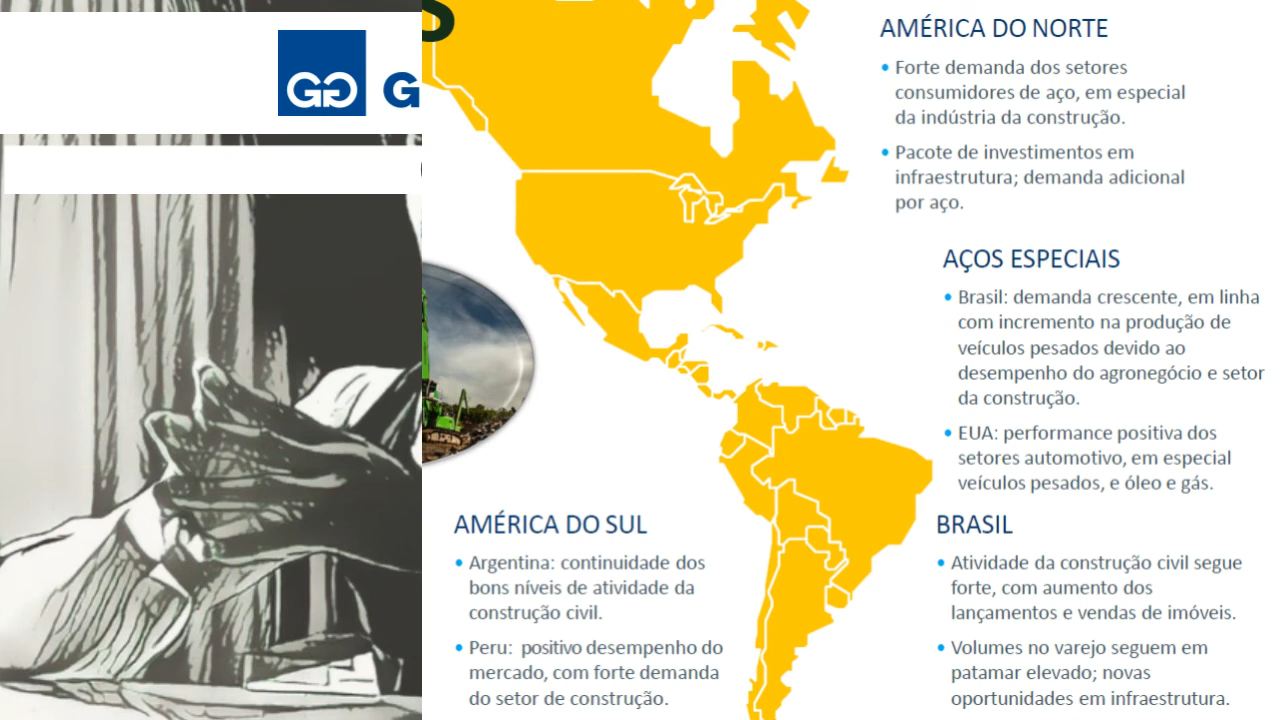 GG G
S
AMÉRICA DO NORTE
• Forte demanda dos setores
consumidores de aço, em especial
da indústria da construção.
• Pacote de investimentos em
infraestrutura; demanda adicional
por aço.
AÇOS ESPECIAIS
• Brasil: demanda crescente, em linha
com incremento na produção de
veículos pesados devido ao
desempenho do agronegócio e setor
da construção.
• EUA: performance positiva dos
setores automotivo, em especial
veículos pesados, e óleo e gás.
AMÉRICA DO SUL
• Argentina: continuidade dos
bons níveis de atividade da
construção civil.
• Peru: positivo desempenho do
mercado, com forte demanda
do setor de construção.
BRASIL
• Atividade da construção civil segue
forte, com aumento dos
lançamentos e vendas de imóveis.
• Volumes no varejo seguem em
patamar elevado; novas
oportunidades em infraestrutura.